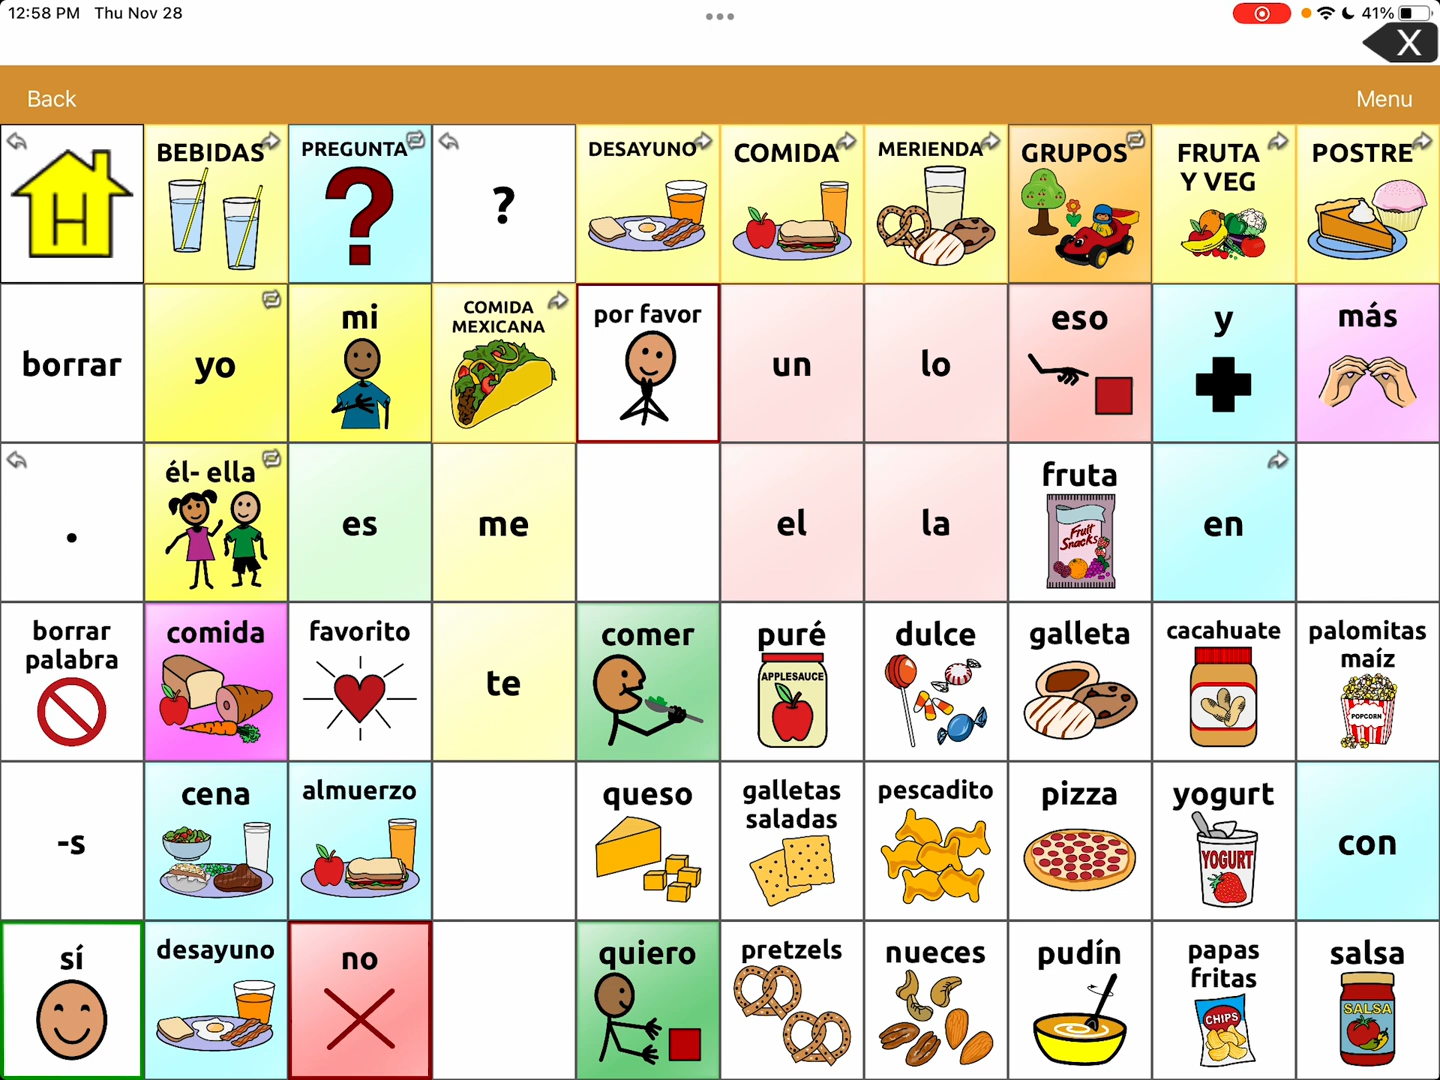 12:58 PM Thu Nov 28
41%
X
Back
Menu
H
BEBIDAS
PREGUNTA
?
?
DESAYUNO
COMIDA
MERIENDA
GRUPOS
FRUTA
Y VEG
POSTRE
borrar
yo
mi
COMIDA
MEXICANA
por favor
un
lo
eso
y
más
.
él- ella
es
me
el
la
fruta
Fruit
Snacks
en
borrar
palabra
comida
favorito
te
comer
puré
APPLESAUCE
dulce
galleta
cacahuate
palomitas
maíz
POPCORN
-s
cena
almuerzo
queso
galletas
saladas
pescadito
pizza
yogurt
YOGURT
con
sí
desayuno
no
quiero
pretzels
nueces
pudín
papas
fritas
CHIPS
salsa
SALSA